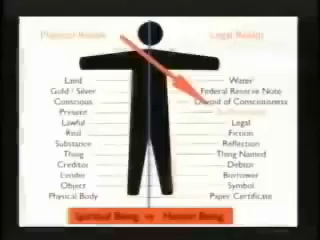 Physical Reality Legal Reality
Land Water
Gold / Silver Federal Reserve Note
Conscious Devoid of Consciousness
Present
Lawful Legal
Real Fiction
Substance Reflection
Thing Thing Named
Creditor Debtor
Lender Borrower
Object Symbol
Physical Body Paper Certificate
Spiritual Being vs Human Being